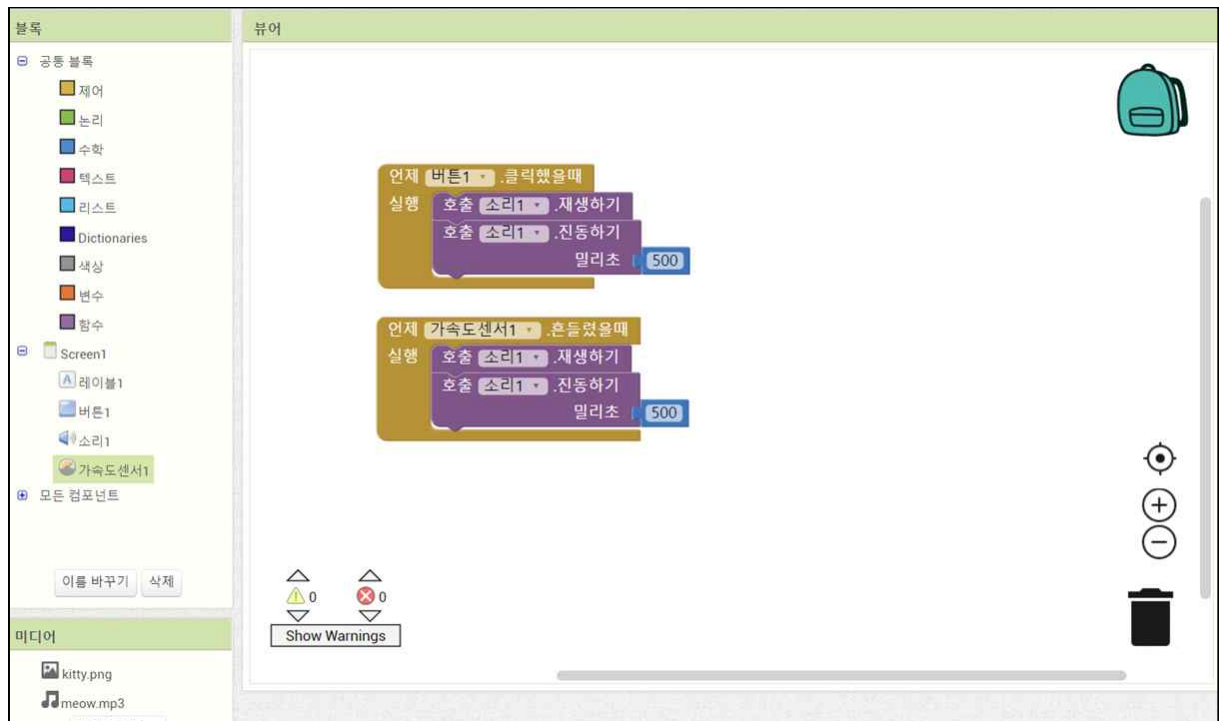 블록
공통 블록
제어
논리
수학
텍스트
리스트
Dictionaries
색상
변수
함수
Screen1
레이블1
버튼1
소리1
가속도센서1
모든 컴포넌트
이름 바꾸기 삭제
미디어
kitty.png
meow.mp3
뷰어
언제 버튼1 .클릭했을때
실행 호출 소리1 .재생하기
호출 소리1 .진동하기
밀리초 500
언제 가속도센서1 .흔들렸을때
실행 호출 소리1 .재생하기
호출 소리1 .진동하기
밀리초 500
0 0
Show Warnings